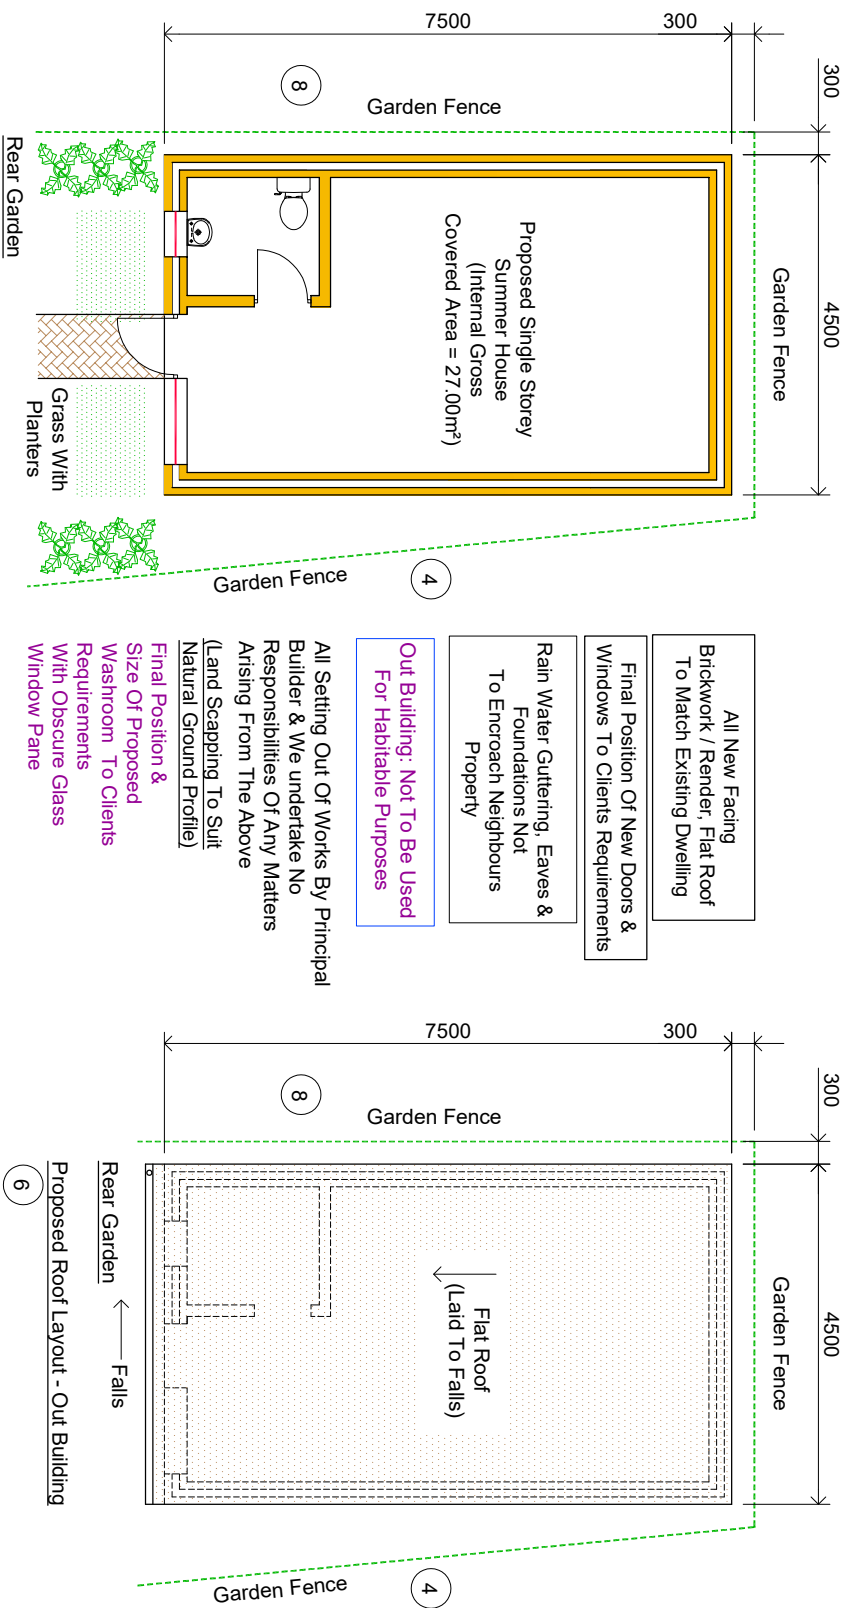 7500
300
300
4500
8
Garden Fence
Garden Fence
Proposed Single Storey
Summer House
(Internal Gross
Covered Area = 27.00m²)
Rear Garden
Grass With
Planters
Garden Fence
4
All New Facing
Brickwork / Render, Flat Roof
To Match Existing Dwelling
Final Position Of New Doors &
Windows To Clients Requirements
Rain Water Guttering, Eaves &
Foundations Not
To Encroach Neighbours
Property
Out Building: Not To Be Used
For Habitable Purposes
All Setting Out Of Works By Principal
Builder & We undertake No
Responsibilities Of Any Matters
Arising From The Above
(Land Scapping To Suit
Natural Ground Profile)
Final Position &
Size Of Proposed
Washroom To Clients
Requirements
With Obscure Glass
Window Pane
7500
300
300
4500
8
Garden Fence
Garden Fence
Flat Roof
(Laid To Falls)
Rear Garden
Falls
Garden Fence
4
Proposed Roof Layout - Out Building
6